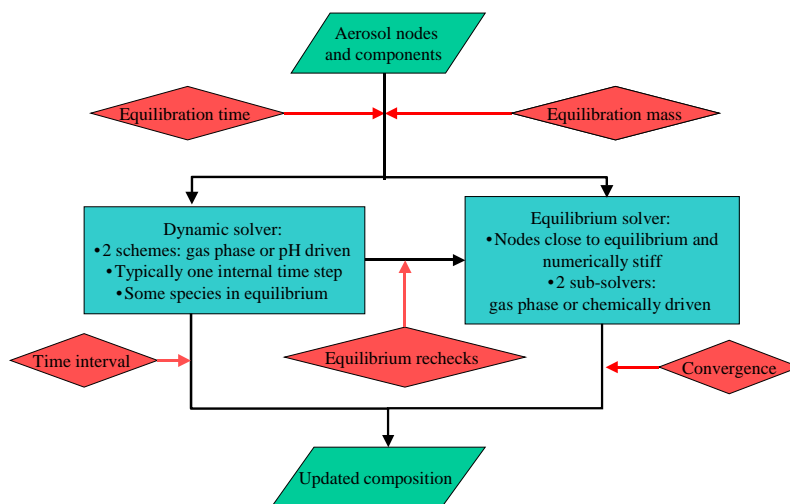 Aerosol nodes
and components
Equilibration time
Equilibration mass
Dynamic solver:
•2 schemes: gas phase or pH driven
•Typically one internal time step
•Some species in equilibrium
Equilibrium solver:
•Nodes close to equilibrium and
numerically stiff
•2 sub-solvers:
gas phase or chemically driven
Time interval
Equilibrium rechecks
Convergence
Updated composition